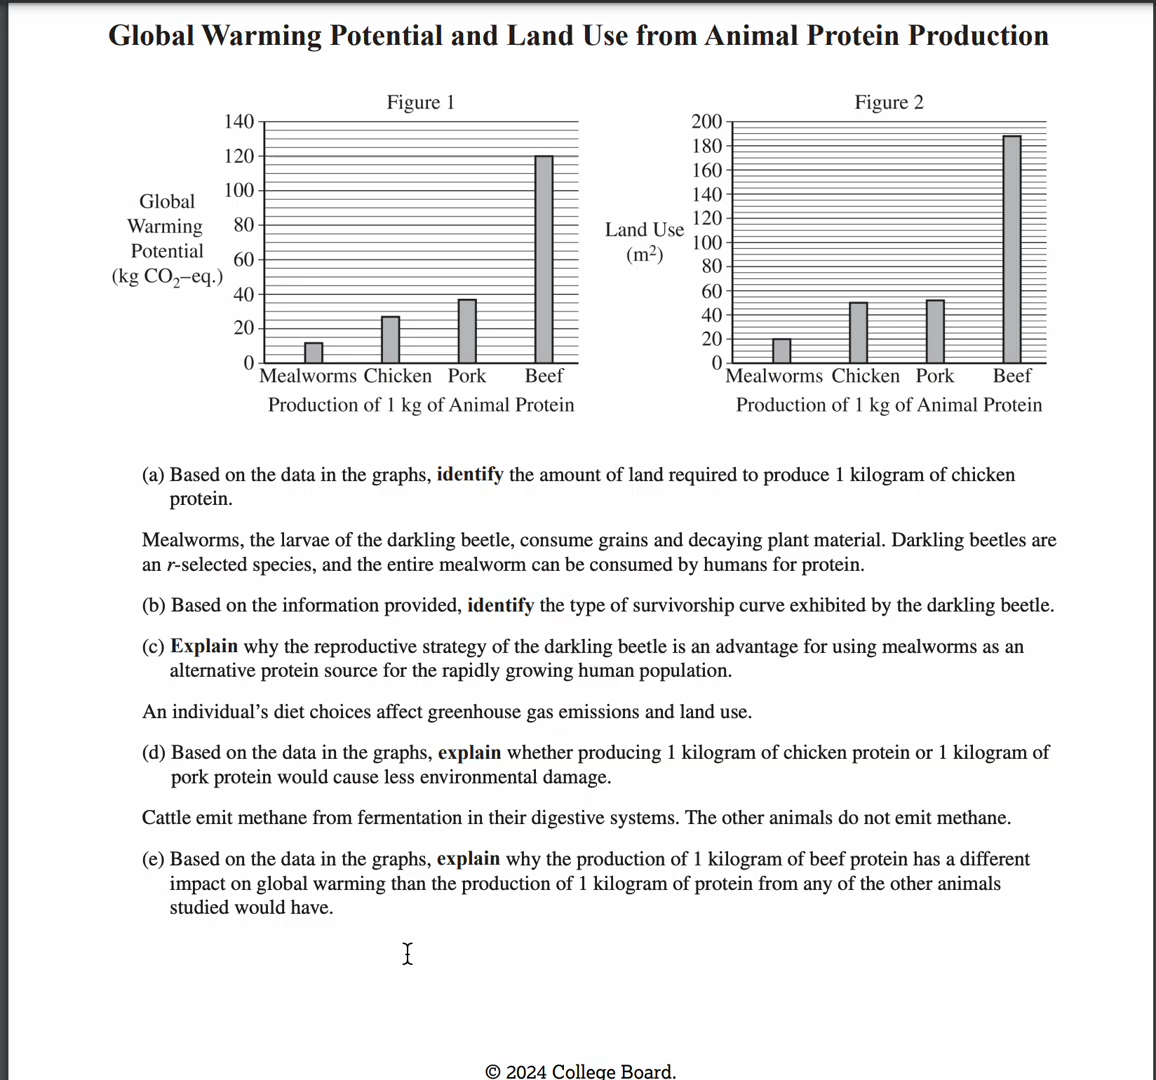 Global Warming Potential and Land Use from Animal Protein Production
Figure 1
140
120
100
80
60
40
20
0
Global
Warming
Potential
(kg CO₂–eq.)
Mealworms Chicken Pork Beef
Production of 1 kg of Animal Protein
Figure 2
200
180
160
140
120
100
80
60
40
20
0
Land Use
(m²)
Mealworms Chicken Pork Beef
Production of 1 kg of Animal Protein
(a) Based on the data in the graphs, identify the amount of land required to produce 1 kilogram of chicken
protein.
Mealworms, the larvae of the darkling beetle, consume grains and decaying plant material. Darkling beetles are
an r-selected species, and the entire mealworm can be consumed by humans for protein.
(b) Based on the information provided, identify the type of survivorship curve exhibited by the darkling beetle.
(c) Explain why the reproductive strategy of the darkling beetle is an advantage for using mealworms as an
alternative protein source for the rapidly growing human population.
An individual’s diet choices affect greenhouse gas emissions and land use.
(d) Based on the data in the graphs, explain whether producing 1 kilogram of chicken protein or 1 kilogram of
pork protein would cause less environmental damage.
Cattle emit methane from fermentation in their digestive systems. The other animals do not emit methane.
(e) Based on the data in the graphs, explain why the production of 1 kilogram of beef protein has a different
impact on global warming than the production of 1 kilogram of protein from any of the other animals
studied would have.
© 2024 College Board.